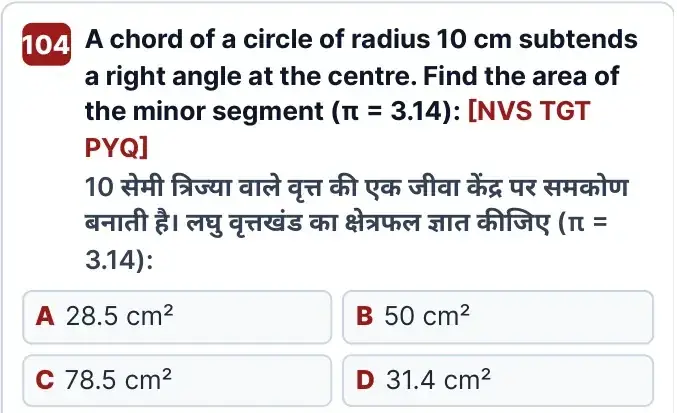 104 A chord of a circle of radius 10 cm subtends
a right angle at the centre. Find the area of
the minor segment (π = 3.14): [NVS TGT
PYQ]
10 सेमी त्रिज्या वाले वृत्त की एक जीवा केंद्र पर समकोण
बनाती है। लघु वृत्तखंड का क्षेत्रफल ज्ञात कीजिए (π =
3.14):
A 28.5 cm²
B 50 cm²
C 78.5 cm²
D 31.4 cm²